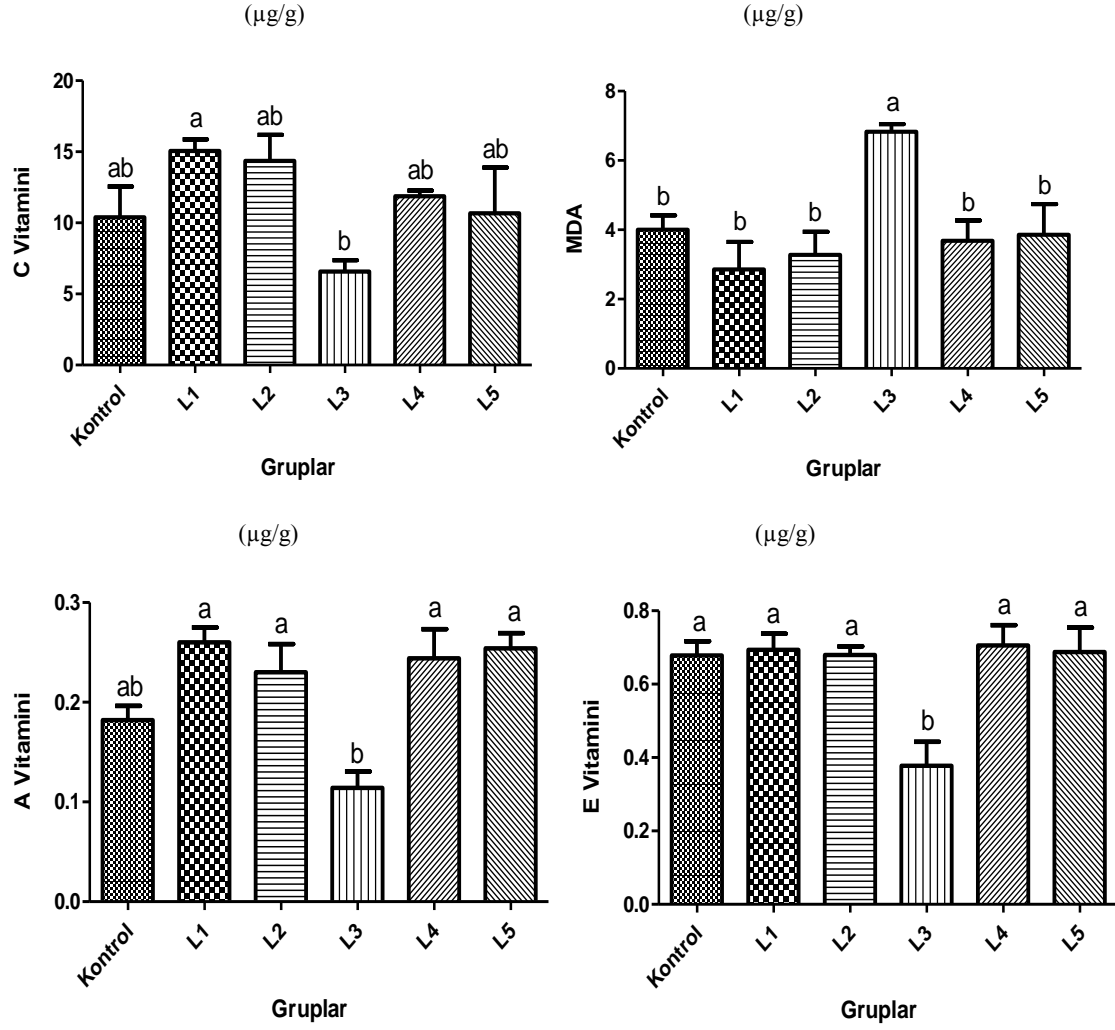 (µg/g)
C Vitamini
20
15
10
5
0
ab
a
ab
b
ab
ab
Kontrol
L1
L2
L3
L4
L5
Gruplar
(µg/g)
MDA
8
6
4
2
0
b
b
b
a
b
b
Kontrol
L1
L2
L3
L4
L5
Gruplar
(µg/g)
A Vitamini
0.3
0.2
0.1
0.0
ab
a
a
b
a
a
Kontrol
L1
L2
L3
L4
L5
Gruplar
(µg/g)
E Vitamini
0.8
0.6
0.4
0.2
0.0
a
a
a
b
a
a
Kontrol
L1
L2
L3
L4
L5
Gruplar